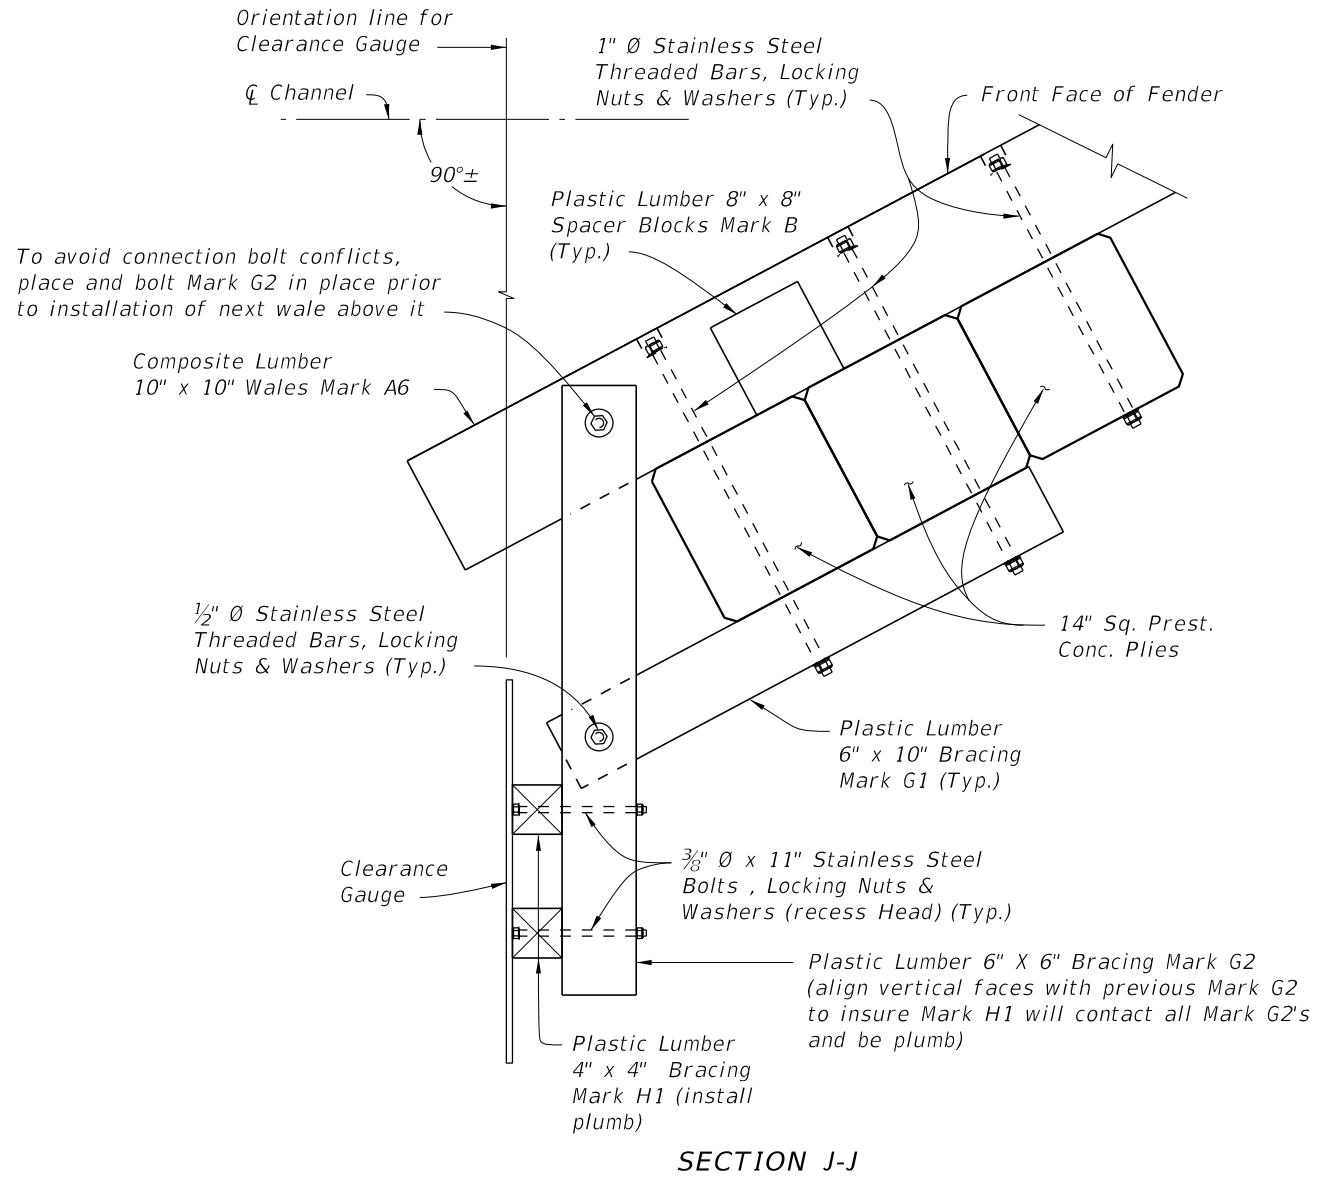 Orientation line for
Clearance Gauge
℄ Channel
90°±
1" Ø Stainless Steel
Threaded Bars, Locking
Nuts & Washers (Typ.)
Front Face of Fender
Plastic Lumber 8" x 8"
Spacer Blocks Mark B
(Typ.)
To avoid connection bolt conflicts,
place and bolt Mark G2 in place prior
to installation of next wale above it
Composite Lumber
10" x 10" Wales Mark A6
½" Ø Stainless Steel
Threaded Bars, Locking
Nuts & Washers (Typ.)
14" Sq. Prest.
Conc. Plies
Plastic Lumber
6" x 10" Bracing
Mark G1 (Typ.)
Clearance
Gauge
⅜" Ø x 11" Stainless Steel
Bolts , Locking Nuts &
Washers (recess Head) (Typ.)
Plastic Lumber 6" X 6" Bracing Mark G2
(align vertical faces with previous Mark G2
to insure Mark H1 will contact all Mark G2's
and be plumb)
Plastic Lumber
4" x 4" Bracing
Mark H1 (install
plumb)
SECTION J-J